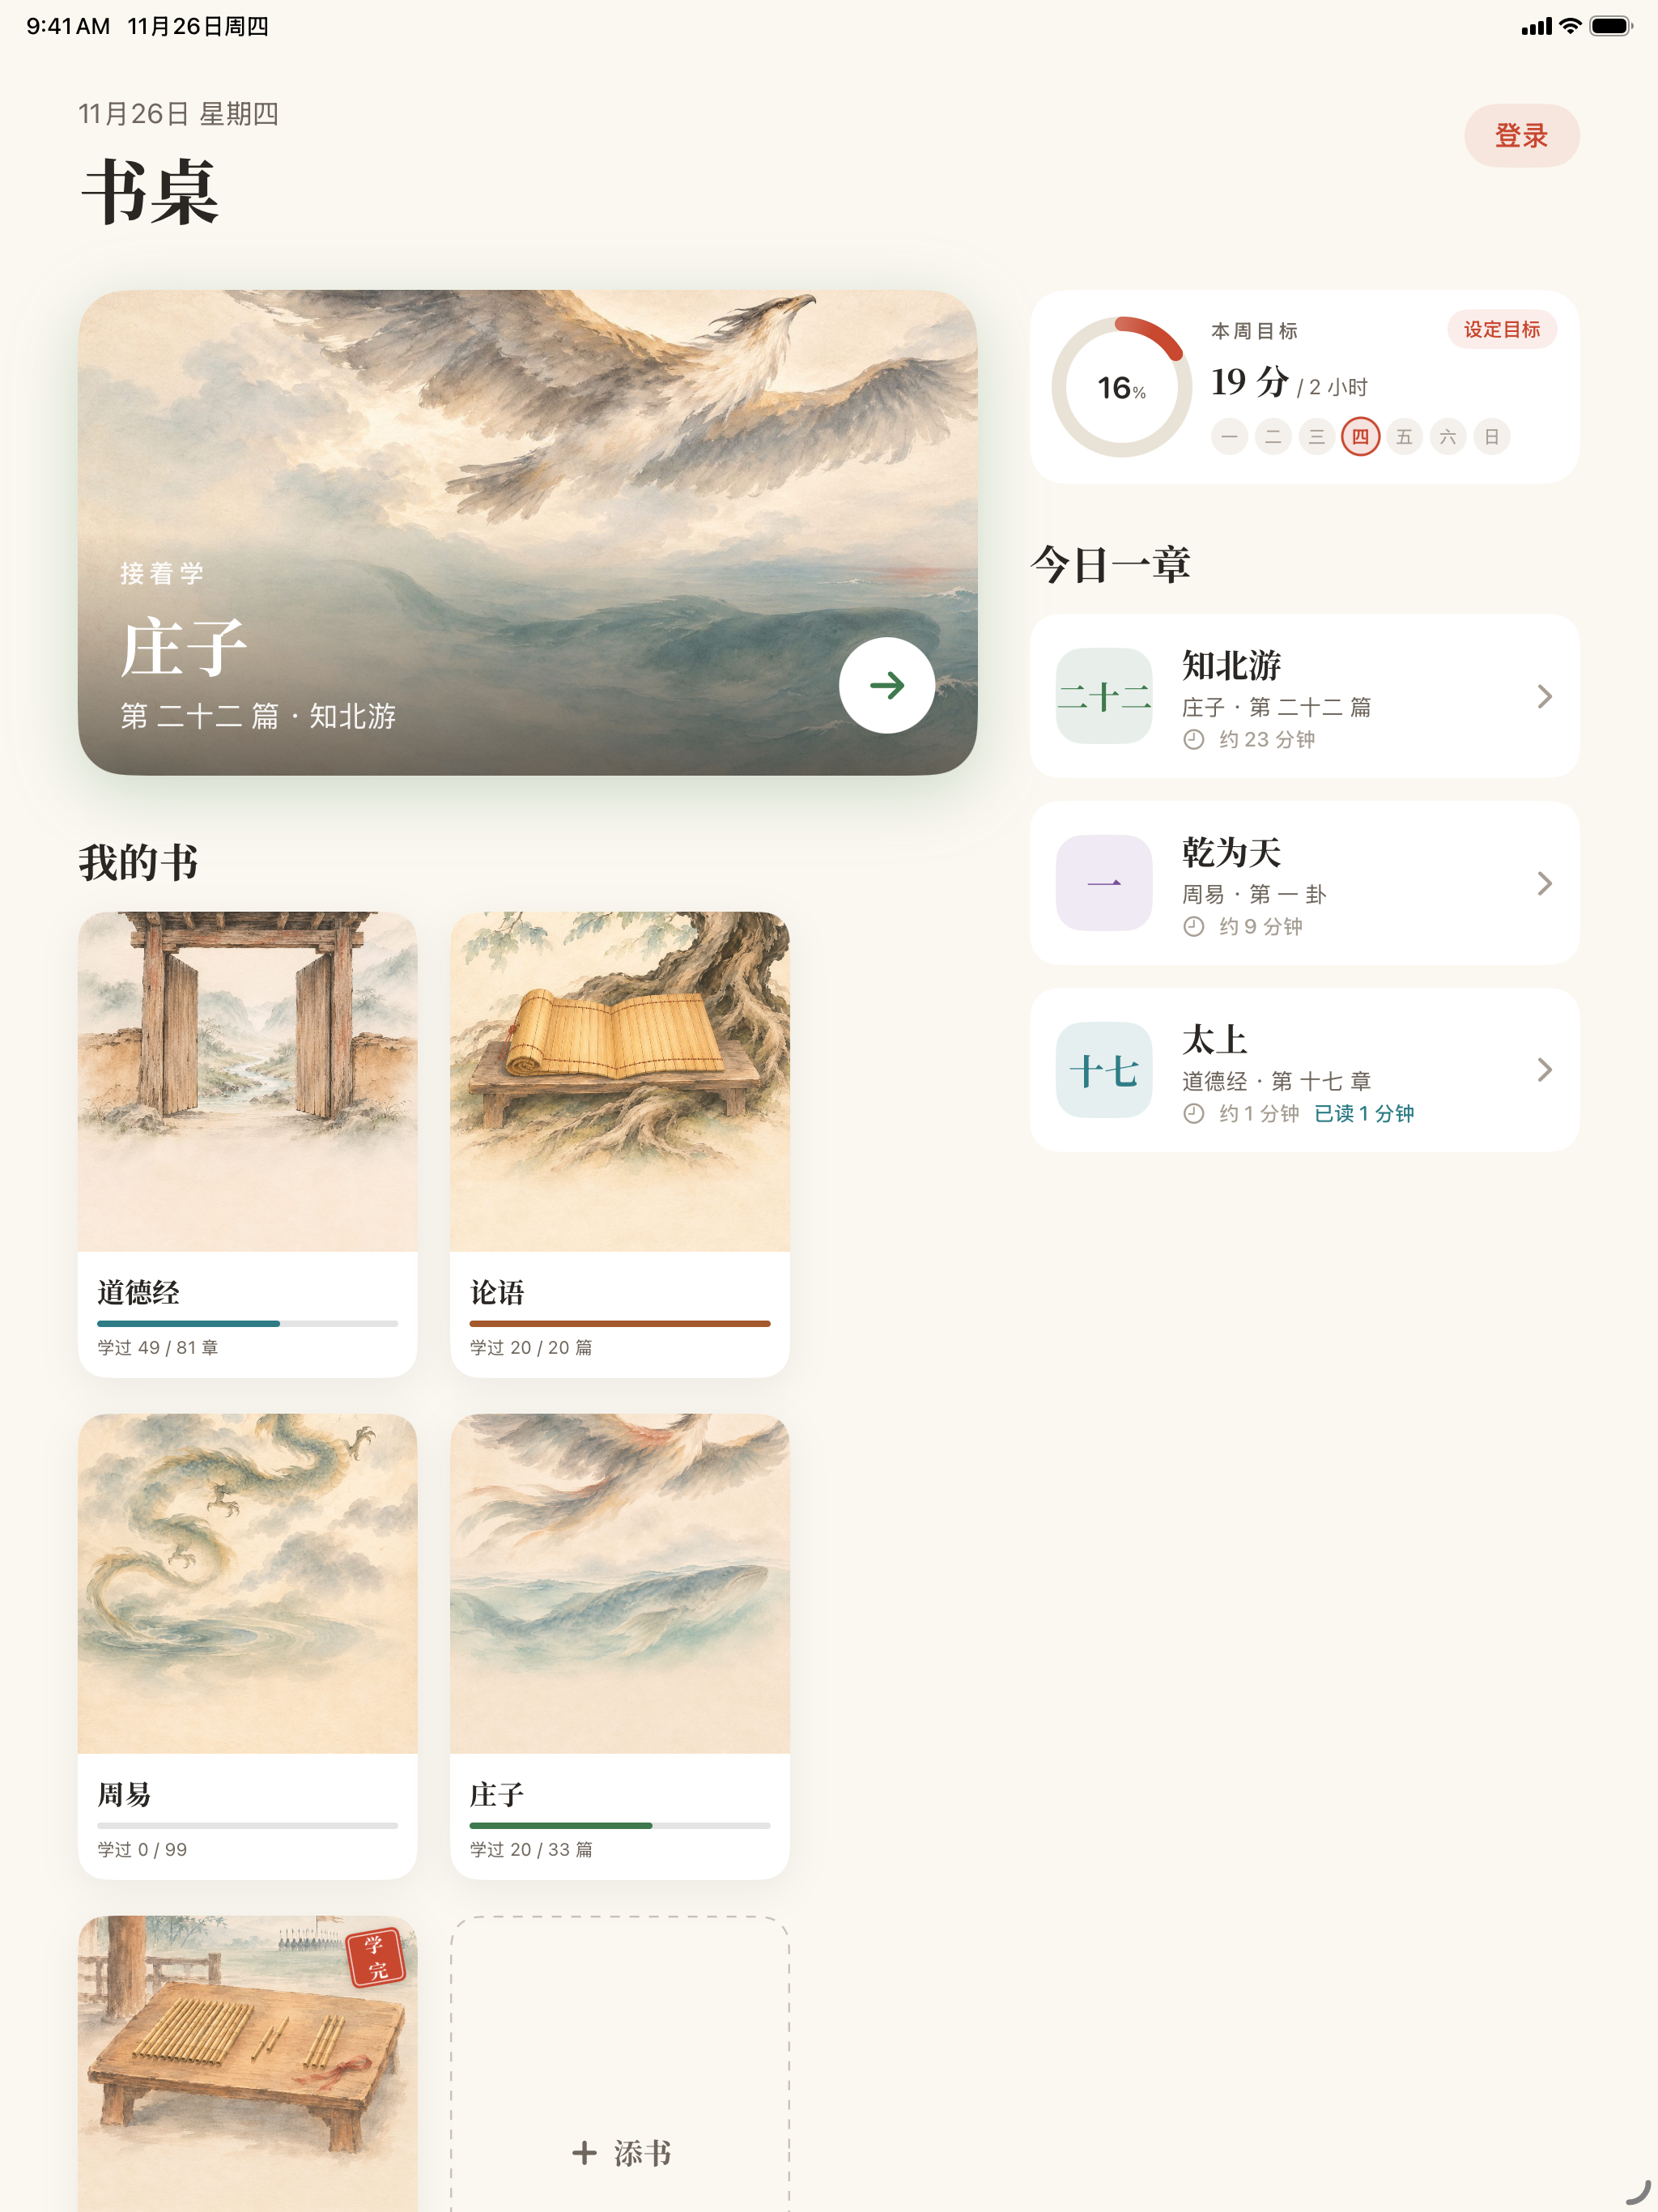 9:41 AM 11月26日周四
11月26日 星期四
书桌
登录
接着学
庄子
第 二十二 篇 · 知北游
16%
本周目标
设定目标
19 分 / 2 小时
一 二 三 四 五 六 日
今日一章
二十二
知北游
庄子 · 第 二十二 篇
约 23 分钟
一
乾为天
周易 · 第 一 卦
约 9 分钟
十七
太上
道德经 · 第 十七 章
约 1 分钟 已读 1 分钟
我的书
道德经
学过 49 / 81 章
论语
学过 20 / 20 篇
周易
学过 0 / 99
庄子
学过 20 / 33 篇
学完
+ 添书